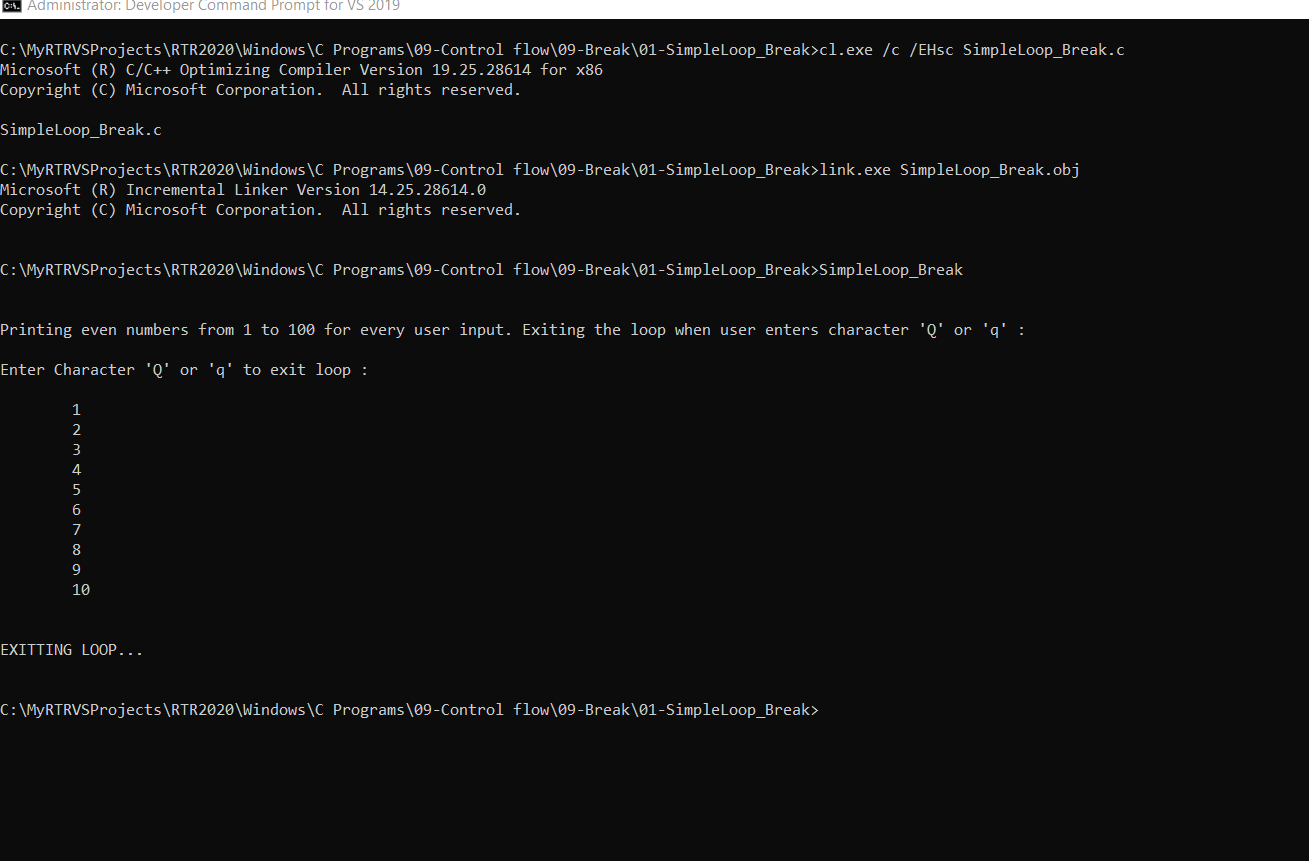 Administrator: Developer Command Prompt for VS 2019
C:\MyRTRVSProjects\RTR2020\Windows\C Programs\09-Control flow\09-Break\01-SimpleLoop_Break>cl.exe /c /EHsc SimpleLoop_Break.c
Microsoft (R) C/C++ Optimizing Compiler Version 19.25.28614 for x86
Copyright (C) Microsoft Corporation.  All rights reserved.
SimpleLoop_Break.c
C:\MyRTRVSProjects\RTR2020\Windows\C Programs\09-Control flow\09-Break\01-SimpleLoop_Break>link.exe SimpleLoop_Break.obj
Microsoft (R) Incremental Linker Version 14.25.28614.0
Copyright (C) Microsoft Corporation.  All rights reserved.
C:\MyRTRVSProjects\RTR2020\Windows\C Programs\09-Control flow\09-Break\01-SimpleLoop_Break>SimpleLoop_Break
Printing even numbers from 1 to 100 for every user input. Exiting the loop when user enters character 'Q' or 'q' :
Enter Character 'Q' or 'q' to exit loop :
1
2
3
4
5
6
7
8
9
10
EXITTING LOOP...
C:\MyRTRVSProjects\RTR2020\Windows\C Programs\09-Control flow\09-Break\01-SimpleLoop_Break>